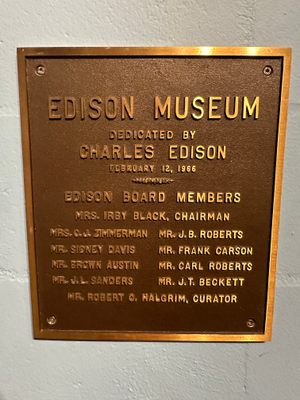 EDISON MUSEUM
DEDICATED BY
CHARLES EDISON
FEBRUARY 12, 1966
EDISON BOARD MEMBERS
MRS. IRBY BLACK, CHAIRMAN
MRS. C. J. ZIMMERMAN MR. J. B. ROBERTS
MR. SIDNEY DAVIS MR. FRANK CARSON
MR. BROWN AUSTIN MR. CARL ROBERTS
MR. J. L. SANDERS MR. J. T. BECKETT
MR. ROBERT C. HALGRIM, CURATOR